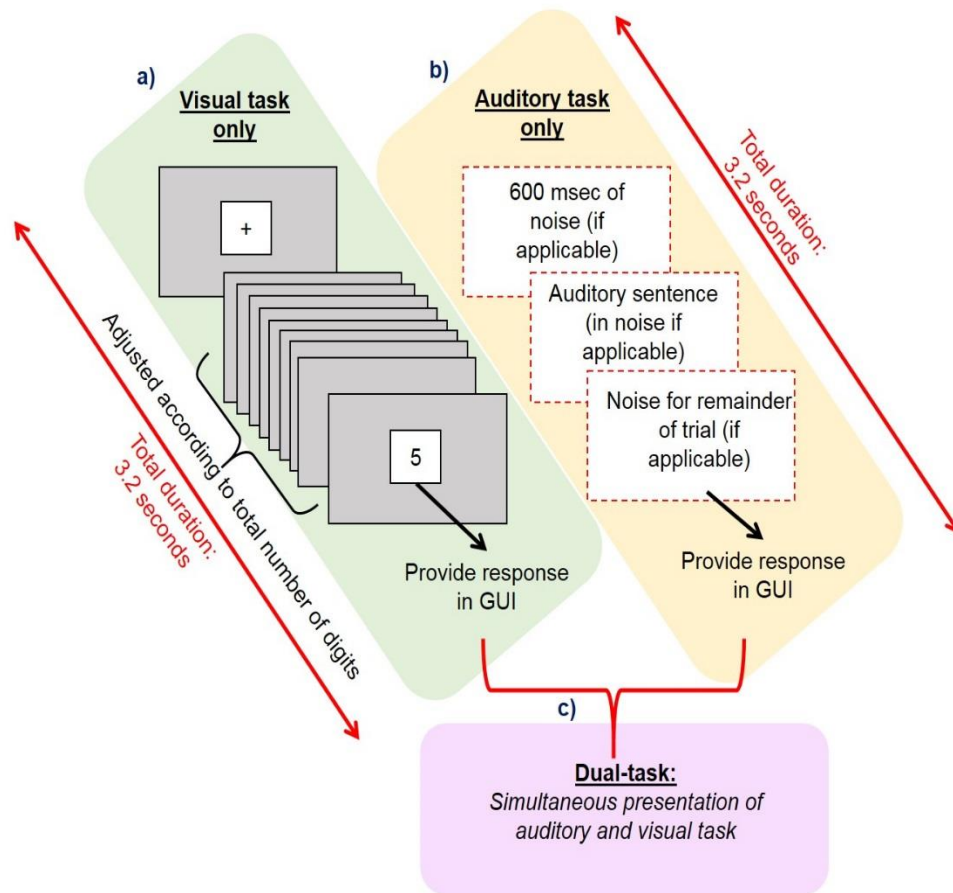 a)
Visual task
only
+
5
Provide response
in GUI
Adjusted according to total number of digits
Total duration:
3.2 seconds
b)
Auditory task
only
600 msec of
noise (if
applicable)
Auditory sentence
(in noise if
applicable)
Noise for remainder
of trial (if
applicable)
Provide response
in GUI
Total duration:
3.2 seconds
c)
Dual-task:
Simultaneous presentation of
auditory and visual task